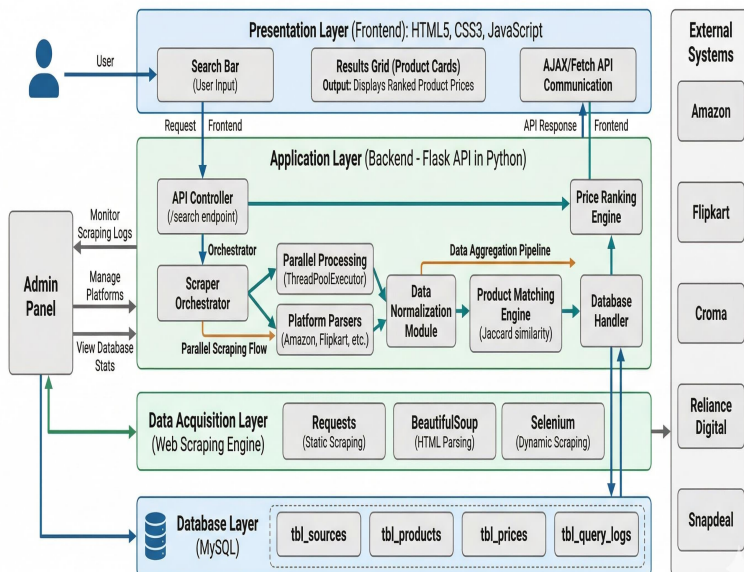 Presentation Layer (Frontend): HTML5, CSS3, JavaScript
User
Search Bar
(User Input)
Results Grid (Product Cards)
Output: Displays Ranked Product Prices
AJAX/Fetch API
Communication
Request
Frontend
API Response
Frontend
Application Layer (Backend - Flask API in Python)
API Controller
(/search endpoint)
Price Ranking
Engine
Orchestrator
Scraper
Orchestrator
Parallel Processing
(ThreadPoolExecutor)
Platform Parsers
(Amazon, Flipkart, etc.)
Parallel Scraping Flow
Data Aggregation Pipeline
Data
Normalization
Module
Product Matching
Engine
(Jaccard similarity)
Database
Handler
Admin
Panel
Monitor
Scraping Logs
Manage
Platforms
View Database
Stats
Data Acquisition Layer
(Web Scraping Engine)
Requests
(Static Scraping)
BeautifulSoup
(HTML Parsing)
Selenium
(Dynamic Scraping)
Database Layer
(MySQL)
tbl_sources
tbl_products
tbl_prices
tbl_query_logs
External
Systems
Amazon
Flipkart
Croma
Reliance
Digital
Snapdeal